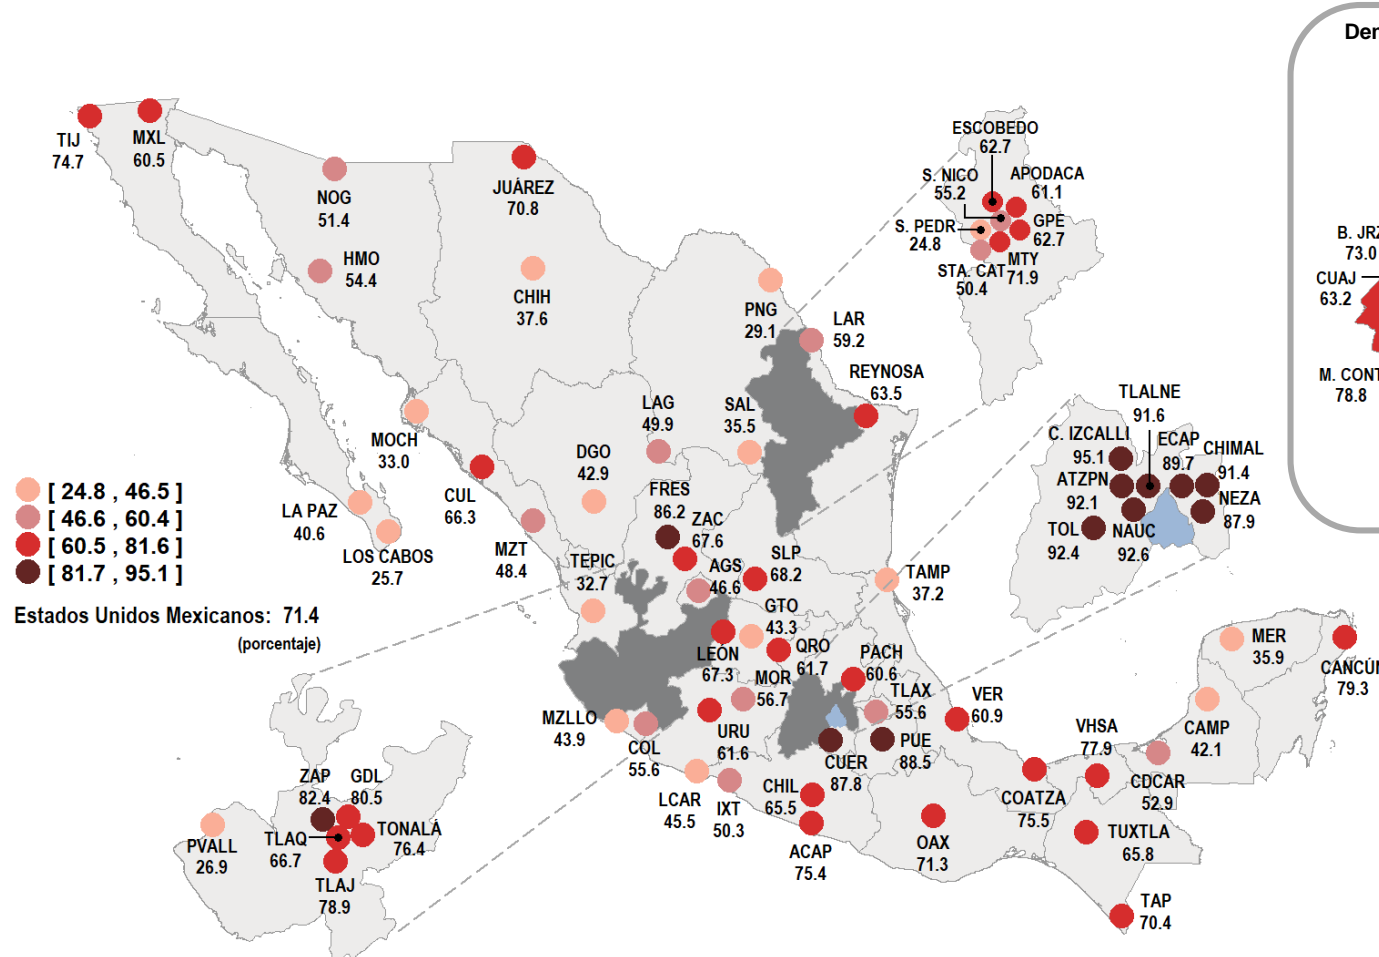 Den
TIJ
74.7
MXL
60.5
NOG
51.4
HMO
54.4
JUÁREZ
70.8
CHIH
37.6
ESCOBEDO
62.7
S. NICO
55.2
APODACA
61.1
S. PEDR
24.8
GPE
62.7
STA. CAT
50.4
MTY
71.9
B. JRZ
73.0
CUAJ
63.2
M. CONT
78.8
PNG
29.1
LAR
59.2
REYNOSA
63.5
LAG
49.9
SAL
35.5
MOCH
33.0
DGO
42.9
CUL
66.3
FRES
86.2
ZAC
67.6
MZT
48.4
LA PAZ
40.6
LOS CABOS
25.7
[ 24.8 , 46.5 ]
[ 46.6 , 60.4 ]
[ 60.5 , 81.6 ]
[ 81.7 , 95.1 ]
Estados Unidos Mexicanos: 71.4
(porcentaje)
TLALNE
91.6
C. IZCALLI
95.1
ECAP
89.7
CHIMAL
91.4
ATZPN
92.1
NEZA
87.9
TOL
92.4
NAUC
92.6
TEPIC
32.7
AGS
46.6
SLP
68.2
TAMP
37.2
GTO
43.3
LEÓN
67.3
QRO
61.7
PACH
60.6
MOR
56.7
TLAX
55.6
VER
60.9
MER
35.9
CANCÚN
79.3
MZLLO
43.9
COL
55.6
URU
61.6
CUER
87.8
PUE
88.5
VHSA
77.9
CAMP
42.1
CDCAR
52.9
LCAR
45.5
IXT
50.3
CHIL
65.5
ACAP
75.4
OAX
71.3
COATZA
75.5
TUXTLA
65.8
TAP
70.4
ZAP
82.4
GDL
80.5
PVALL
26.9
TLAQ
66.7
TONALÁ
76.4
TLAJ
78.9